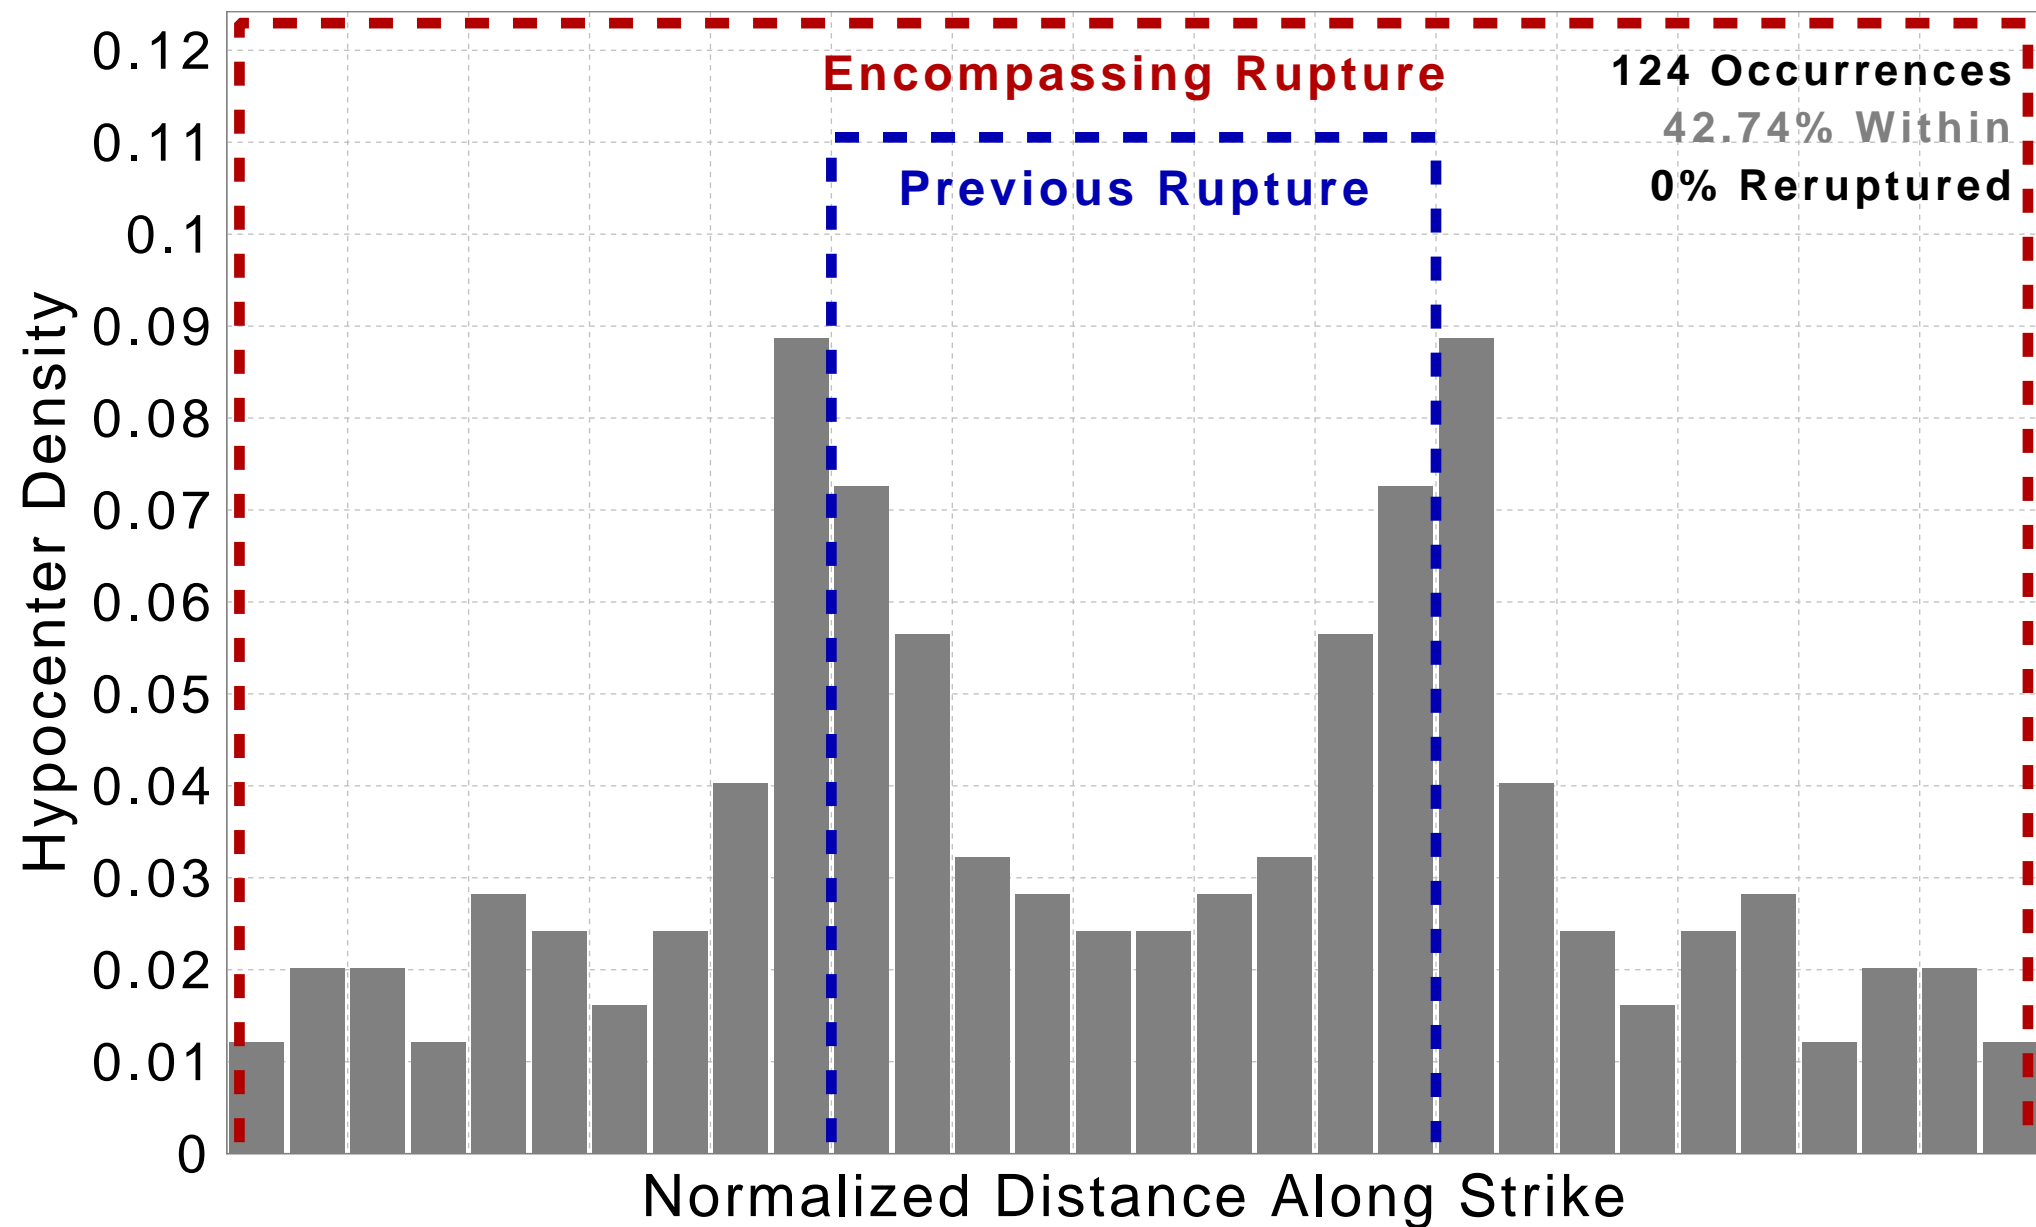 0.12
0.11
0.1
0.09
0.08
0.07
0.06
0.05
0.04
0.03
0.02
0.01
0
Hypocenter Density
Encompassing Rupture
Previous Rupture
124 Occurrences
42.74% Within
0% Reruptured
Normalized Distance Along Strike